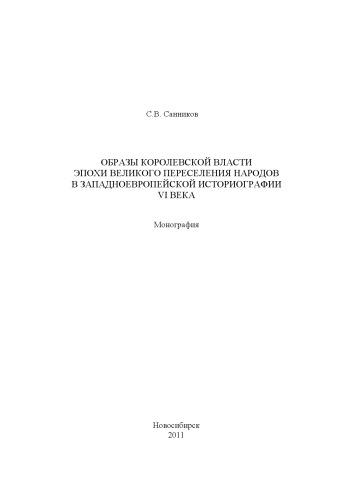 С.В. Санников
ОБРАЗЫ КОРОЛЕВСКОЙ ВЛАСТИ
ЭПОХИ ВЕЛИКОГО ПЕРЕСЕЛЕНИЯ НАРОДОВ
В ЗАПАДНОЕВРОПЕЙСКОЙ ИСТОРИОГРАФИИ
VI ВЕКА
Монография
Новосибирск
2011